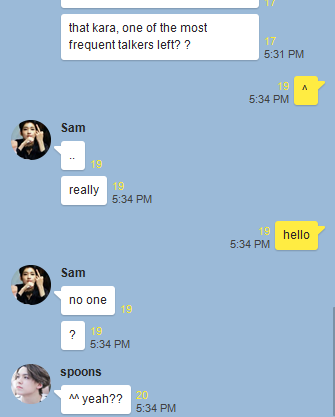 17
that kara, one of the most
frequent talkers left? ?
17
5:31 PM
19
5:34 PM
^
Sam
..
19
really
19
5:34 PM
19
5:34 PM
hello
Sam
no one
19
?
19
5:34 PM
spoons
^^ yeah??
20
5:34 PM